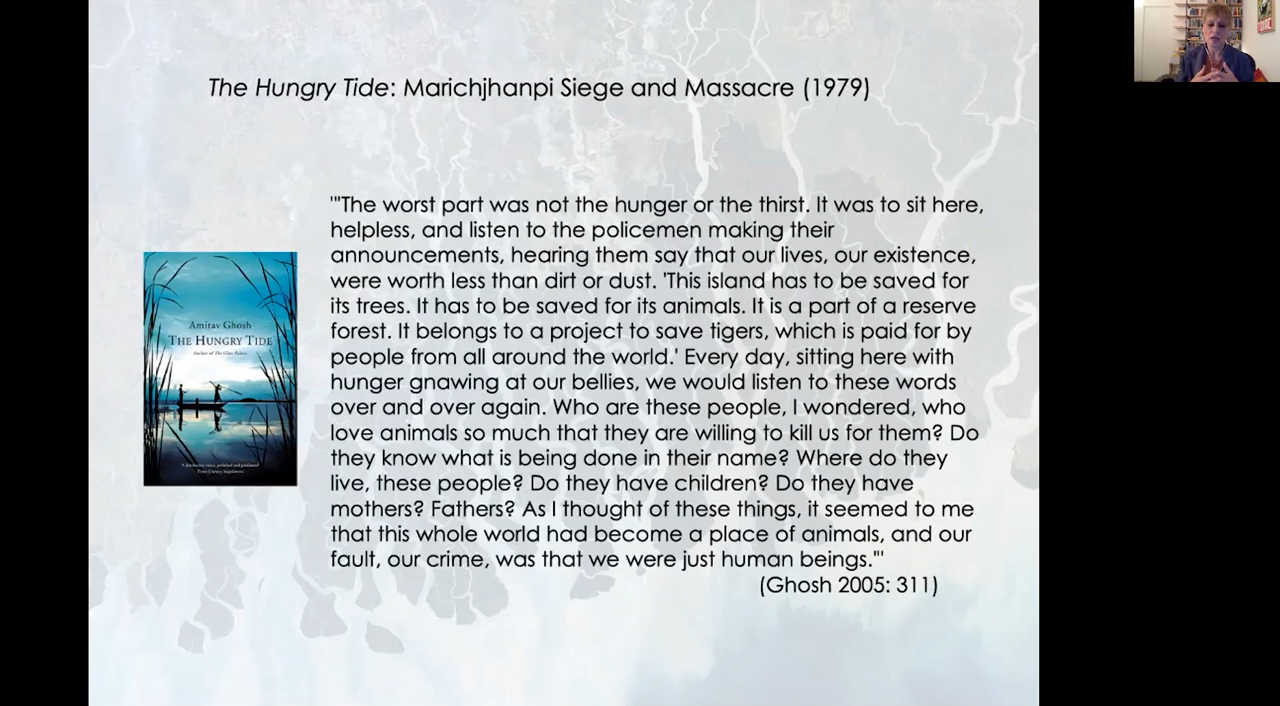 The Hungry Tide: Marichjhanpi Siege and Massacre (1979)
'"The worst part was not the hunger or the thirst. It was to sit here,
helpless, and listen to the policemen making their
announcements, hearing them say that our lives, our existence,
were worth less than dirt or dust. 'This island has to be saved for
its trees. It has to be saved for its animals. It is a part of a reserve
forest. It belongs to a project to save tigers, which is paid for by
people from all around the world.' Every day, sitting here with
hunger gnawing at our bellies, we would listen to these words
over and over again. Who are these people, I wondered, who
love animals so much that they are willing to kill us for them? Do
they know what is being done in their name? Where do they
live, these people? Do they have children? Do they have
mothers? Fathers? As I thought of these things, it seemed to me
that this whole world had become a place of animals, and our
fault, our crime, was that we were just human beings."'
(Ghosh 2005: 311)
Amitav Ghosh
THE HUNGRY TIDE
Author of The Glass Palace